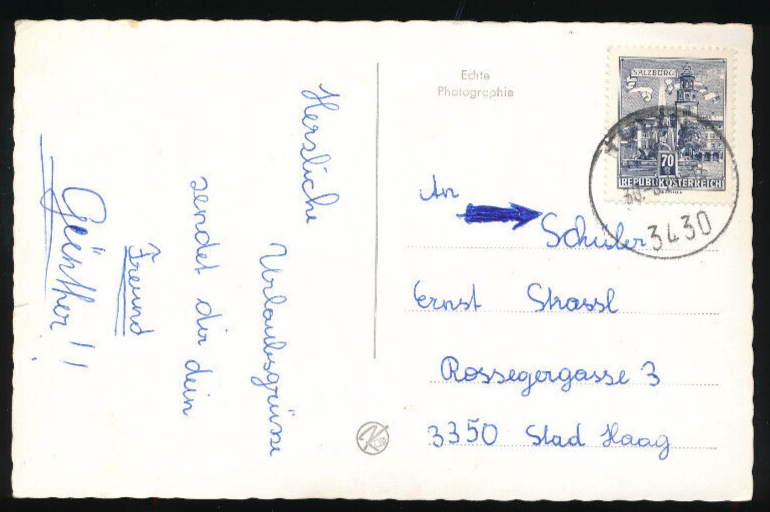 Herzliche
Urlaubsgrüsse
sendet dir dein
Freund
Günther!!
Echte
Photographie
SALZBURG
70
REPUBLIK ÖSTERREICH
3430
An
Schüler
Ernst Strassl
Rossegergasse 3
3350 Stad Haag